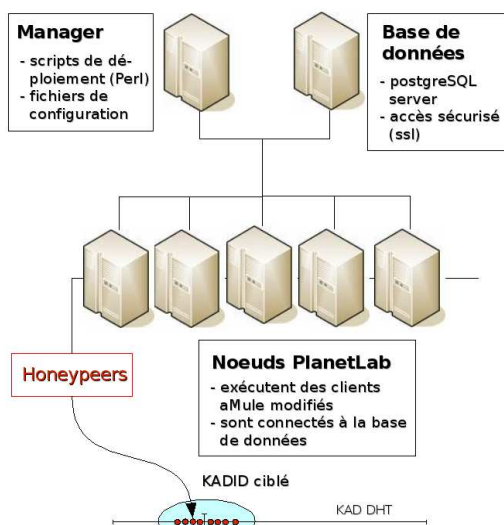 Manager
- scripts de dé-
ploiement (Perl)
- fichiers de
configuration
Base de
données
- postgreSQL
server
- accès sécurisé
(ssl)
Honeypeers
Noeuds PlanetLab
- exécutent des clients
aMule modifiés
- sont connectés à la base
de données
KADID ciblé
T
KAD DHT